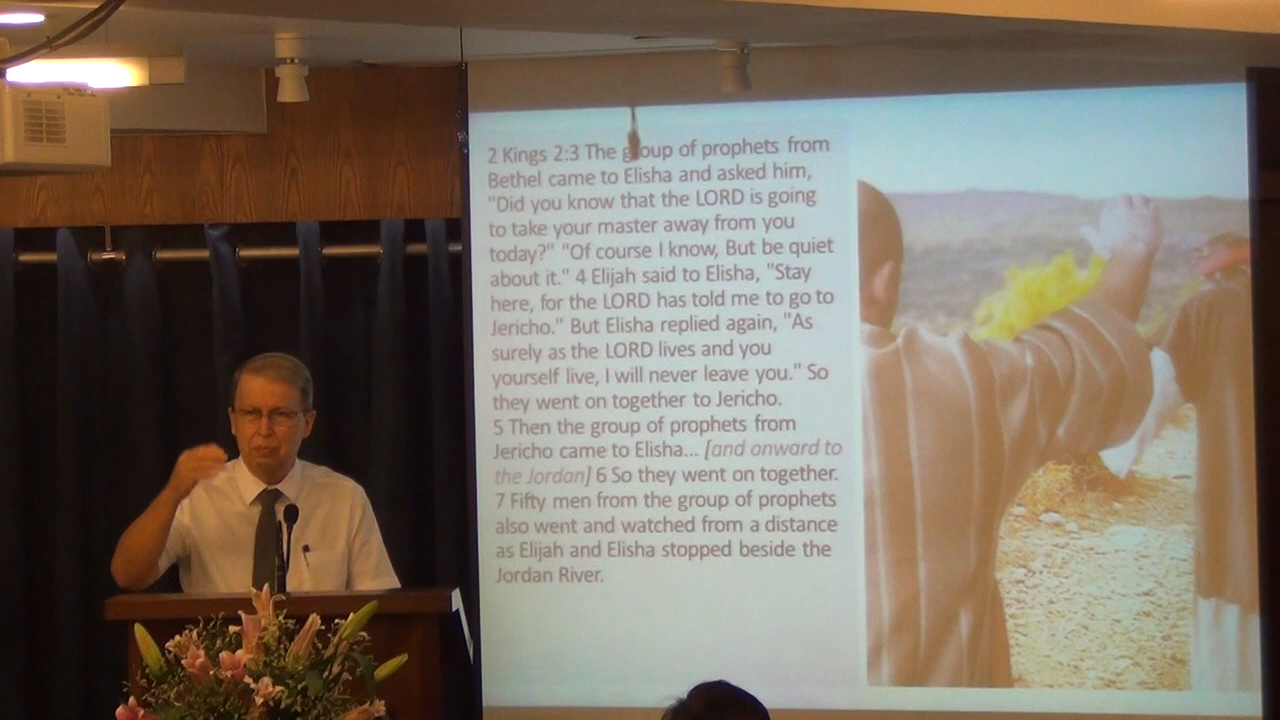 2 Kings 2:3 The group of prophets from
Bethel came to Elisha and asked him,
"Did you know that the LORD is going
to take your master away from you
today?" "Of course I know, But be quiet
about it." 4 Elijah said to Elisha, "Stay
here, for the LORD has told me to go to
Jericho." But Elisha replied again, "As
surely as the LORD lives and you
yourself live, I will never leave you." So
they went on together to Jericho.
5 Then the group of prophets from
Jericho came to Elisha... [and onward to
the Jordan] 6 So they went on together.
7 Fifty men from the group of prophets
also went and watched from a distance
as Elijah and Elisha stopped beside the
Jordan River.